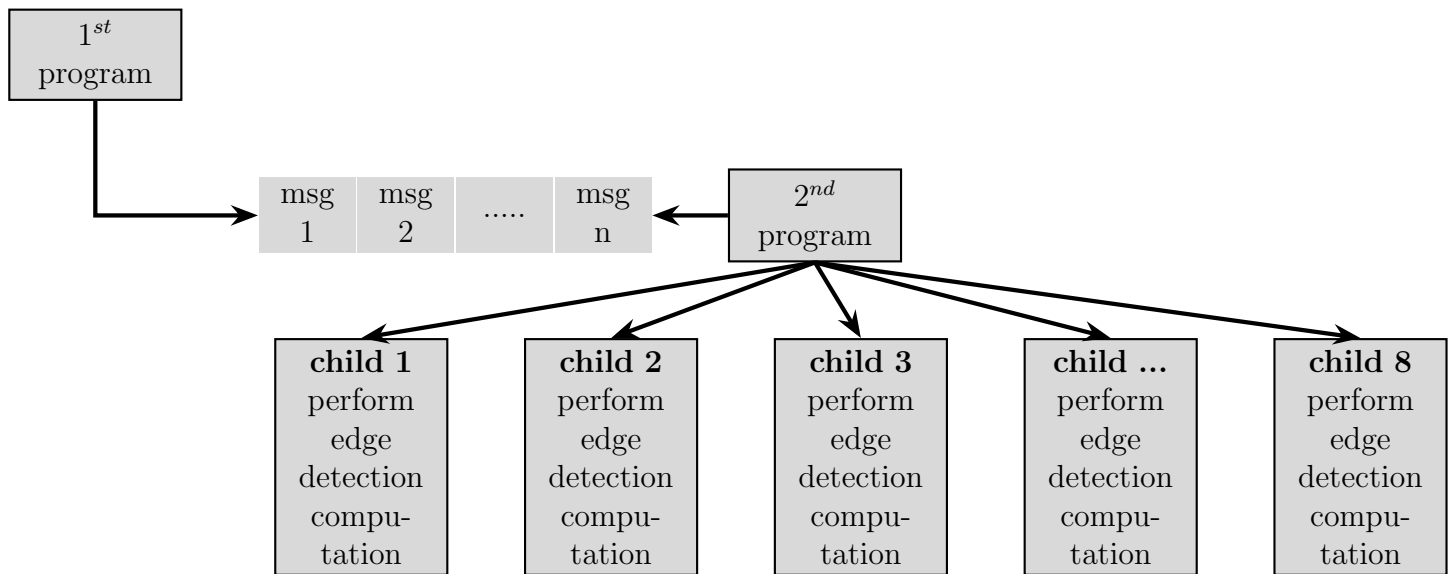 1st
program
msg
1
msg
2
.....
msg
n
2nd
program
child 1
perform
edge
detection
compu-
tation
child 2
perform
edge
detection
compu-
tation
child 3
perform
edge
detection
compu-
tation
child ...
perform
edge
detection
compu-
tation
child 8
perform
edge
detection
compu-
tation